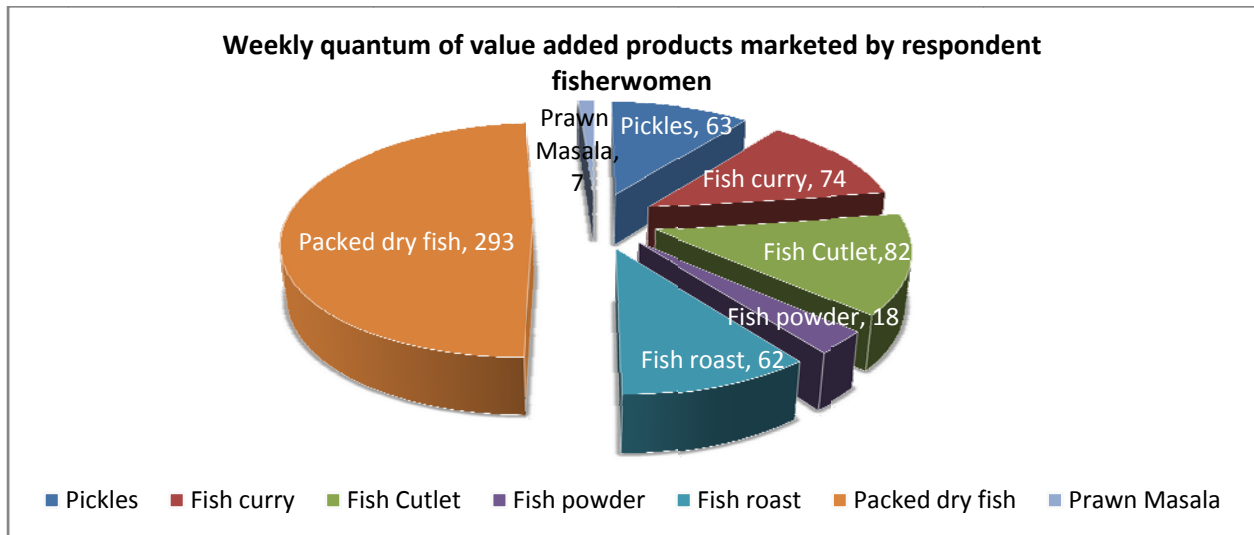 Weekly quantum of value added products marketed by respondent
fisherwomen
Prawn
Masala,
7
Pickles, 63
Fish curry, 74
Fish Cutlet,82
Fish powder, 18
Fish roast, 62
Packed dry fish, 293
Pickles Fish curry Fish Cutlet Fish powder Fish roast Packed dry fish Prawn Masala